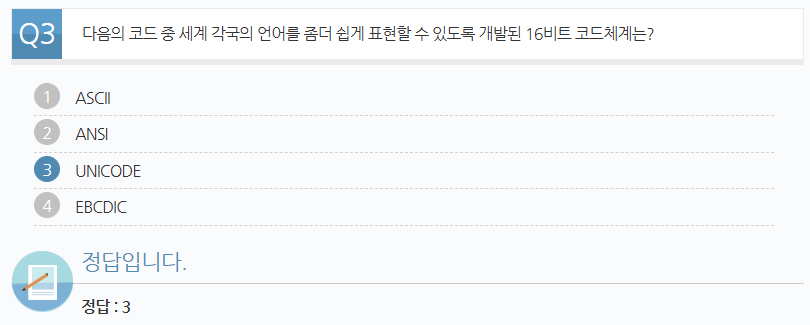 Q3 다음의 코드 중 세계 각국의 언어를 좀더 쉽게 표현할 수 있도록 개발된 16비트 코드체계는?
1 ASCII
2 ANSI
3 UNICODE
4 EBCDIC
정답입니다.
정답 : 3